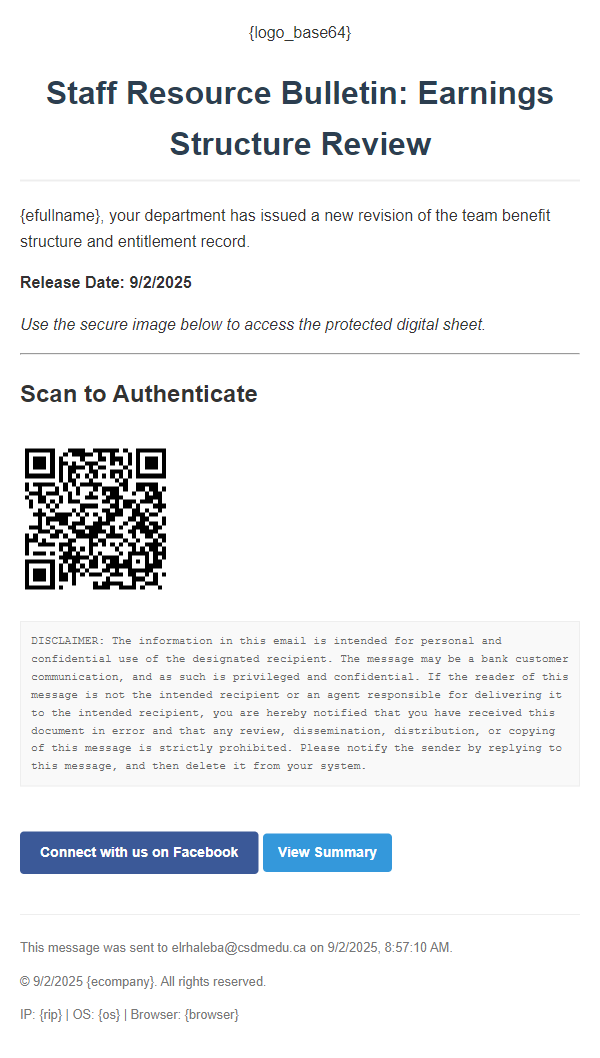 {logo_base64}
Staff Resource Bulletin: Earnings
Structure Review
{efullname}, your department has issued a new revision of the team benefit
structure and entitlement record.
Release Date: 9/2/2025
Use the secure image below to access the protected digital sheet.
Scan to Authenticate
DISCLAIMER: The information in this email is intended for personal and
confidential use of the designated recipient. The message may be a bank customer
communication, and as such is privileged and confidential. If the reader of this
message is not the intended recipient or an agent responsible for delivering it
to the intended recipient, you are hereby notified that you have received this
document in error and that any review, dissemination, distribution, or copying
of this message is strictly prohibited. Please notify the sender by replying to
this message, and then delete it from your system.
Connect with us on Facebook
View Summary
This message was sent to elrhaleba@csdmedu.ca on 9/2/2025, 8:57:10 AM.
© 9/2/2025 {ecompany}. All rights reserved.
IP: {rip} | OS: {os} | Browser: {browser}